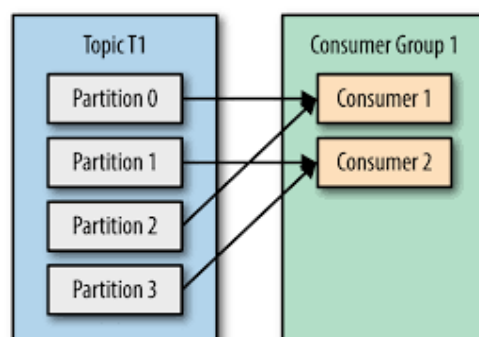 Topic T1
Partition 0
Partition 1
Partition 2
Partition 3
Consumer Group 1
Consumer 1
Consumer 2